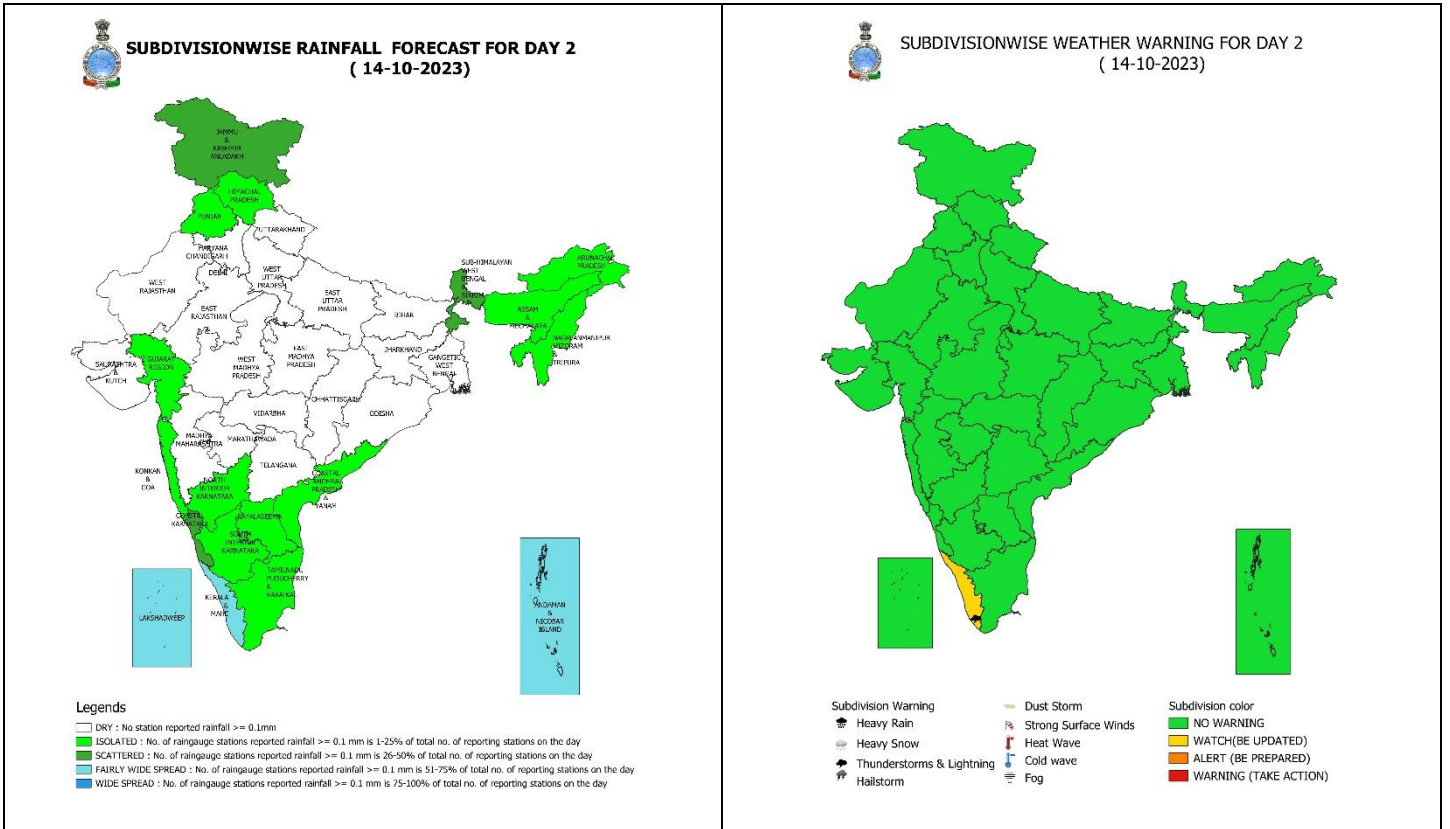 SUBDIVISIONWISE RAINFALL FORECAST FOR DAY 2
( 14-10-2023)
JAMMU
&
KASHMIR
ANLADAKH
HIMACHAL
PRADESH
PUNJAB
UTTARAKHAND
HARYANA
CHANDIGARH
&
DELHI
WEST
UTTAR
PRADESH
WEST
RAJASTHAN
EAST
RAJASTHAN
EAST
UTTAR
PRADESH
BIHAR
SUB-HIMALAYAN
WEST
BENGAL
&
SIKKIM
ARUNACHAL
PRADESH
ASSAM
&
MEGHALAYA
NAGALANMANIPUR
MIZORAM
&
TRIPURA
SAURASHTRA
&
KUTCH
GUJARAT
REGION
WEST
MADHYA
PRADESH
EAST
MADHYA
PRADESH
JHARKHAND
GANGETIC
WEST
BENGAL
CHHATTISGARH
ODISHA
VIDARBHA
MADHYA
MAHARASHTRA
MARATHAWADA
TELANGANA
KONKAN
&
GOA
NORTH
INTERIOR
KARNATAKA
COASTAL
ANDHRA
PRADESH
&
YANAM
COASTAL
KARNATAKA
RAYALASEEMA
SOUTH
INTERIOR
KARNATAKA
TAMILNADU
PUDUCHERRY
&
KARAIKAL
KERALA
&
MAHE
LAKSHADWEEP
ANDAMAN
&
NICOBAR
ISLAND
Legends
DRY : No station reported rainfall >= 0.1mm
ISOLATED : No. of raingauge stations reported rainfall >= 0.1 mm is 1-25% of total no. of reporting stations on the day
SCATTERED : No. of raingauge stations reported rainfall >= 0.1 mm is 26-50% of total no. of reporting stations on the day
FAIRLY WIDE SPREAD : No. of raingauge stations reported rainfall >= 0.1 mm is 51-75% of total no. of reporting stations on the day
WIDE SPREAD : No. of raingauge stations reported rainfall >= 0.1 mm is 75-100% of total no. of reporting stations on the day
SUBDIVISIONWISE WEATHER WARNING FOR DAY 2
( 14-10-2023)
Subdivision Warning
Heavy Rain
Heavy Snow
Thunderstorms & Lightning
Hailstorm
Dust Storm
Strong Surface Winds
Heat Wave
Cold wave
Fog
Subdivision color
NO WARNING
WATCH(BE UPDATED)
ALERT (BE PREPARED)
WARNING (TAKE ACTION)